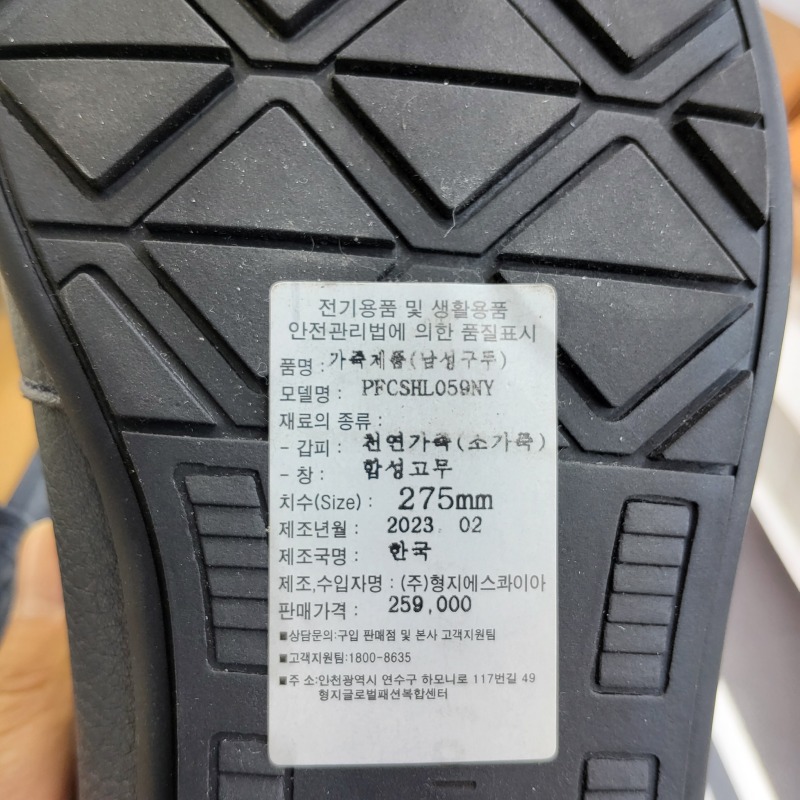 전기용품 및 생활용품
안전관리법에 의한 품질표시
품명 : 가죽제품(남성구두)
모델명 : PFCSHL059NY
재료의 종류 :
- 갑피 : 천연가죽(소가죽)
- 창 : 합성고무
치수(Size) : 275mm
제조년월 : 2023. 02
제조국명 : 한국
제조,수입자명 : (주)형지에스콰이아
판매가격 : 259,000
■상담문의:구입 판매점 및 본사 고객지원팀
■고객지원팀:1800-8635
■주 소:인천광역시 연수구 하모니로 177번길 49
형지글로벌패션복합센터